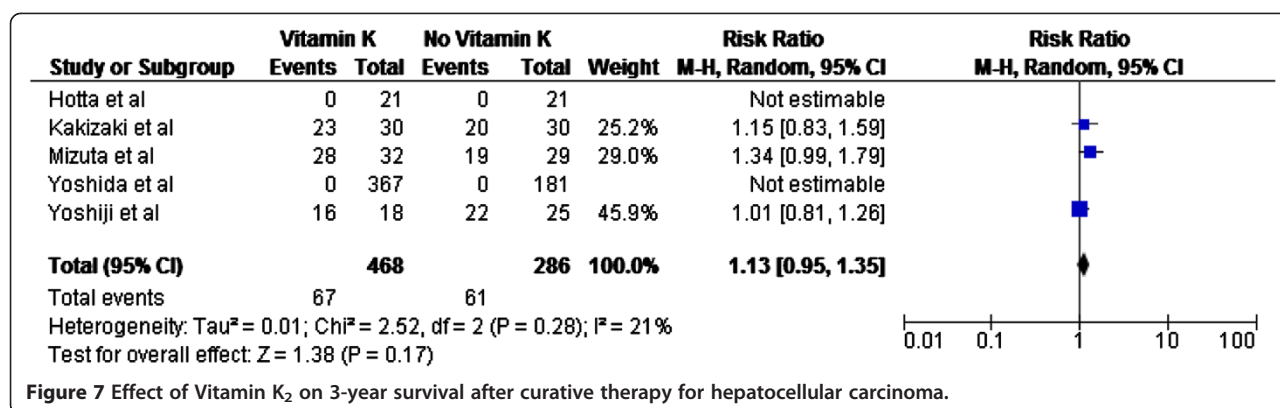 Vitamin K No Vitamin K Risk Ratio Risk Ratio
Study or Subgroup Events Total Events Total Weight M-H, Random, 95% CI M-H, Random, 95% CI
Hotta et al 0 21 0 21 Not estimable
Kakizaki et al 23 30 20 30 25.2% 1.15 [0.83, 1.59]
Mizuta et al 28 32 19 29 29.0% 1.34 [0.99, 1.79]
Yoshida et al 0 367 0 181 Not estimable
Yoshiji et al 16 18 22 25 45.9% 1.01 [0.81, 1.26]
Total (95% CI) 468 286 100.0% 1.13 [0.95, 1.35]
Total events 67 61
Heterogeneity: Tau² = 0.01; Chi² = 2.52, df = 2 (P = 0.28); I² = 21%
Test for overall effect: Z = 1.38 (P = 0.17)
0.01 0.1 1 10 100
Figure 7 Effect of Vitamin K₂ on 3-year survival after curative therapy for hepatocellular carcinoma.